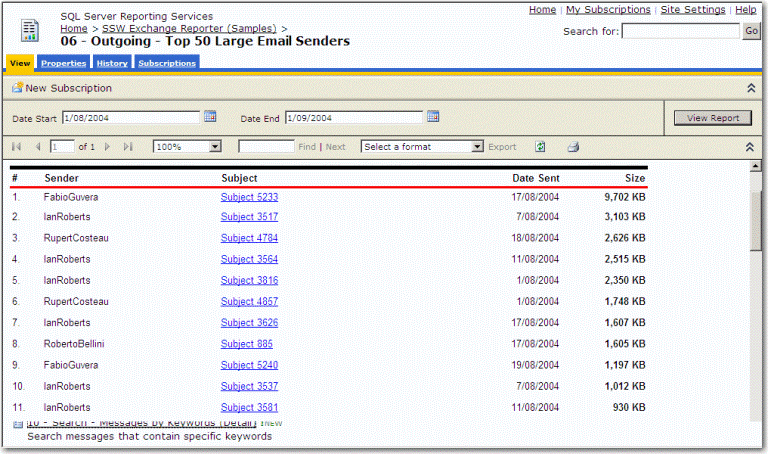 SQL Server Reporting Services
Home | My Subscriptions | Site Settings | Help
Home > SSW Exchange Reporter (Samples) >
06 - Outgoing - Top 50 Large Email Senders
Search for: Go
View Properties History Subscriptions
New Subscription
Date Start 1/08/2004 Date End 1/09/2004 View Report
1 of 1 100% Find | Next Select a format Export
# Sender Subject Date Sent Size
1. FabioGuvera Subject 5233 17/08/2004 9,702 KB
2. IanRoberts Subject 3517 7/08/2004 3,103 KB
3. RupertCosteau Subject 4784 18/08/2004 2,626 KB
4. IanRoberts Subject 3564 11/08/2004 2,515 KB
5. IanRoberts Subject 3816 1/08/2004 2,350 KB
6. RupertCosteau Subject 4857 1/08/2004 1,748 KB
7. IanRoberts Subject 3626 17/08/2004 1,607 KB
8. RobertoBellini Subject 885 17/08/2004 1,605 KB
9. FabioGuvera Subject 5240 19/08/2004 1,197 KB
10. IanRoberts Subject 3537 7/08/2004 1,012 KB
11. IanRoberts Subject 3581 11/08/2004 930 KB
10 - Search - Messages by Keywords (Detail) !NEW
Search messages that contain specific keywords